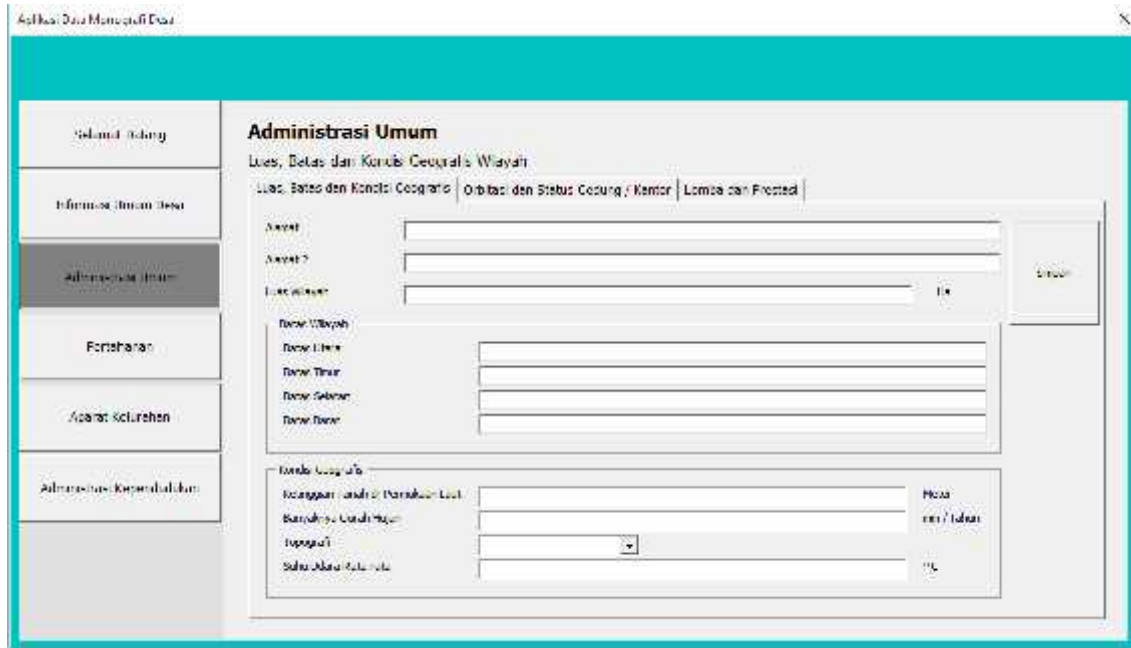 Aplikasi Data Monografi Desa
Selamat Datang
Informasi Umum Desa
Administrasi Umum
Pertahanan
Aparat Kelurahan
Administrasi Kependudukan
Administrasi Umum
Luas, Batas dan Kondisi Geografis Wilayah
Luas, Batas dan Kondisi Geografis
Orbitasi dan Status Gedung / Kantor
Lomba dan Prestasi
Alamat
Alamat 2
Luas Wilayah
Ha
Simpan
Batas Wilayah
Batas Utara
Batas Timur
Batas Selatan
Batas Barat
Kondisi Geografis
Ketinggian Tanah Permukaan Laut
Meter
Banyaknya Curah Hujan
mm / Tahun
Topografi
Suhu Udara Rata-rata